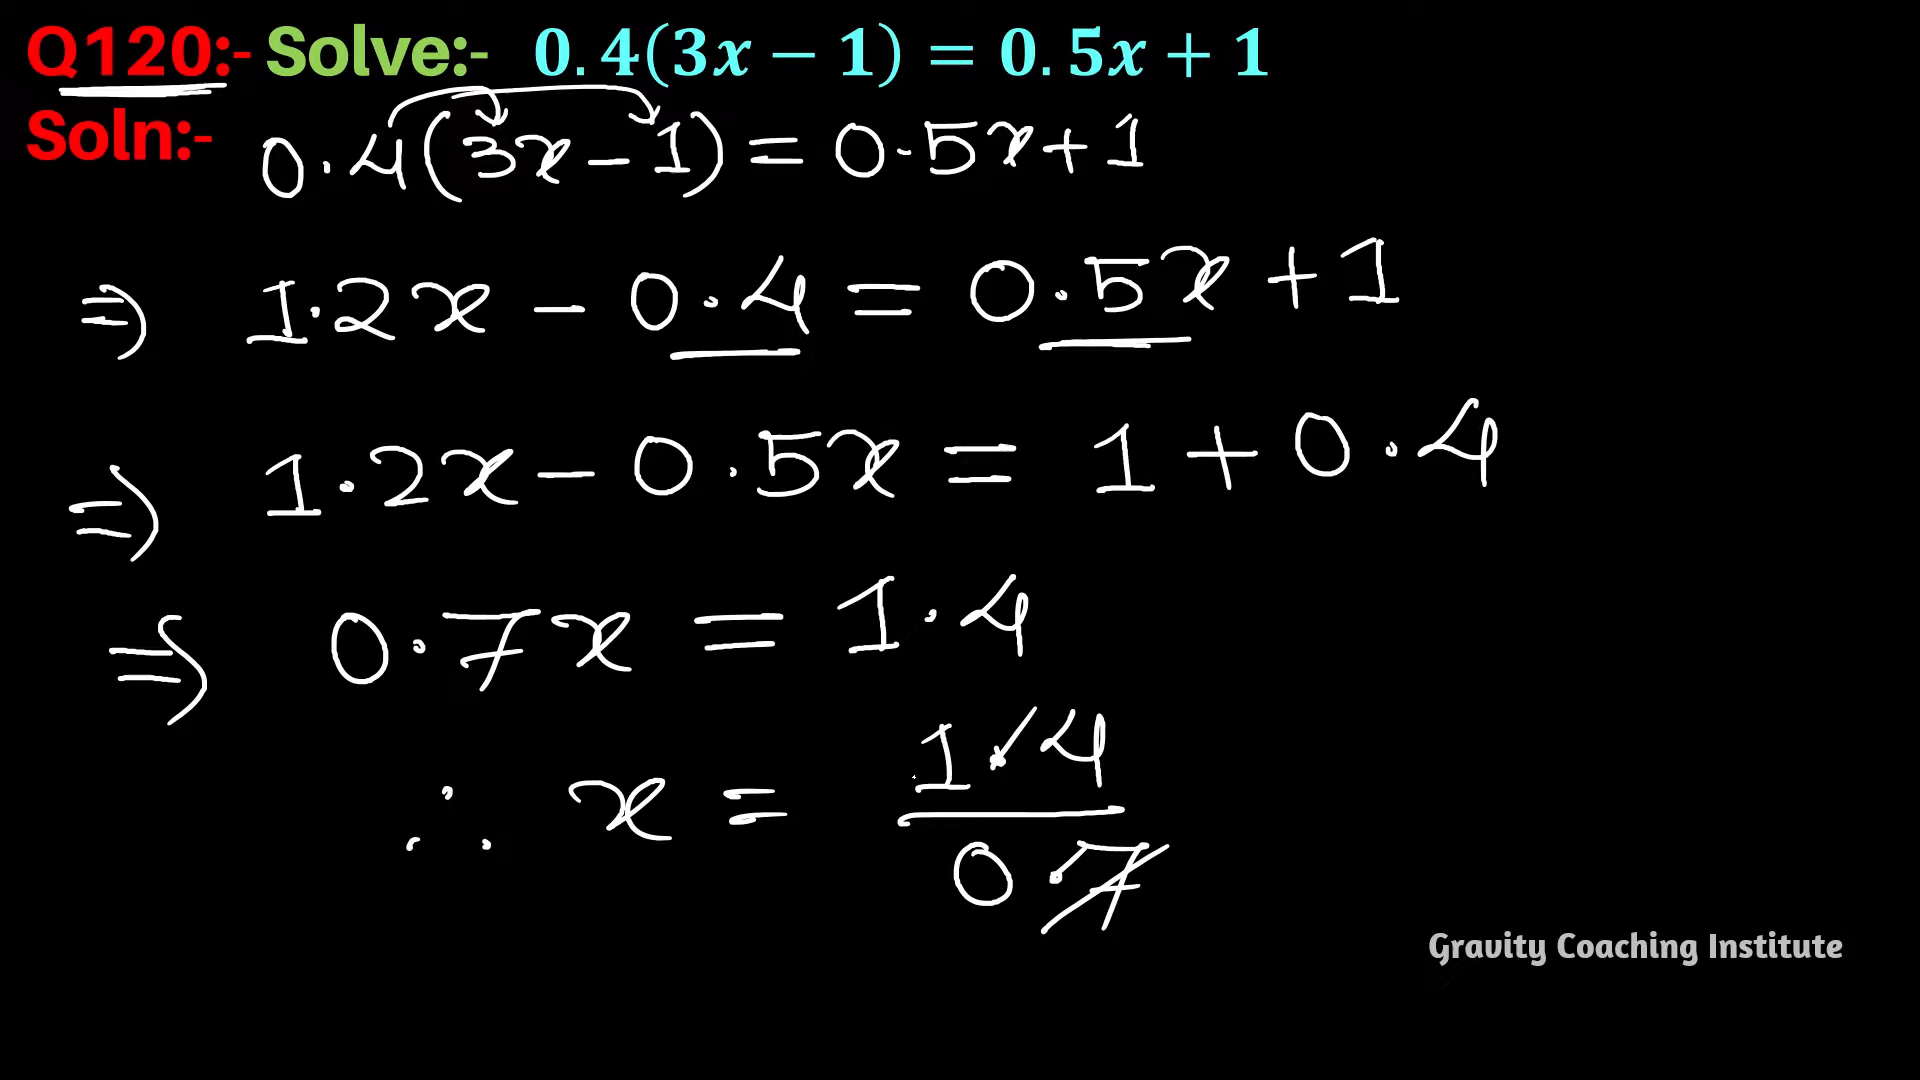 Q120:- Solve:- 0.4(3x − 1) = 0.5x + 1
Soln:- 0.4(3x − 1) = 0.5x + 1
⇒ 1.2x − 0.4 = 0.5x + 1
⇒ 1.2x − 0.5x = 1 + 0.4
⇒ 0.7x = 1.4
∴ x = 1.4/0.7
Gravity Coaching Institute